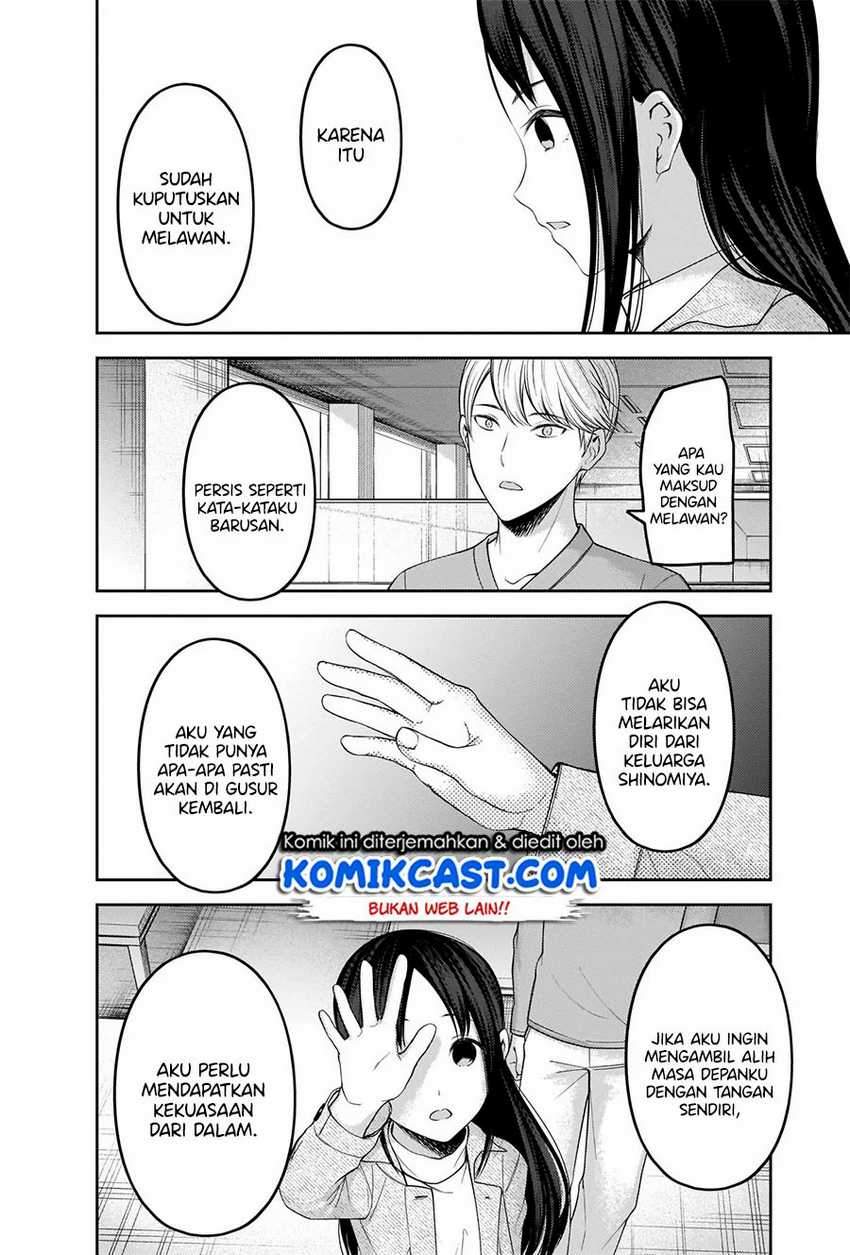 KARENA
ITU
SUDAH
KUPUTUSKAN
UNTUK
MELAWAN.
APA
YANG KAU
MAKSUD
DENGAN
MELAWAN?
PERSIS SEPERTI
KATA-KATAKU
BARUSAN.
AKU
TIDAK BISA
MELARIKAN
DIRI DARI
KELUARGA
SHINOMIYA.
AKU YANG
TIDAK PUNYA
APA-APA PASTI
AKAN DI GUSUR
KEMBALI.
Komik ini diterjemahkan & diedit oleh
KOMIKCAST.COM
BUKAN WEB LAIN!!
JIKA AKU INGIN
MENGAMBIL ALIH
MASA DEPANKU
DENGAN TANGAN
SENDIRI,
AKU PERLU
MENDAPATKAN
KEKUASAAN
DARI DALAM.